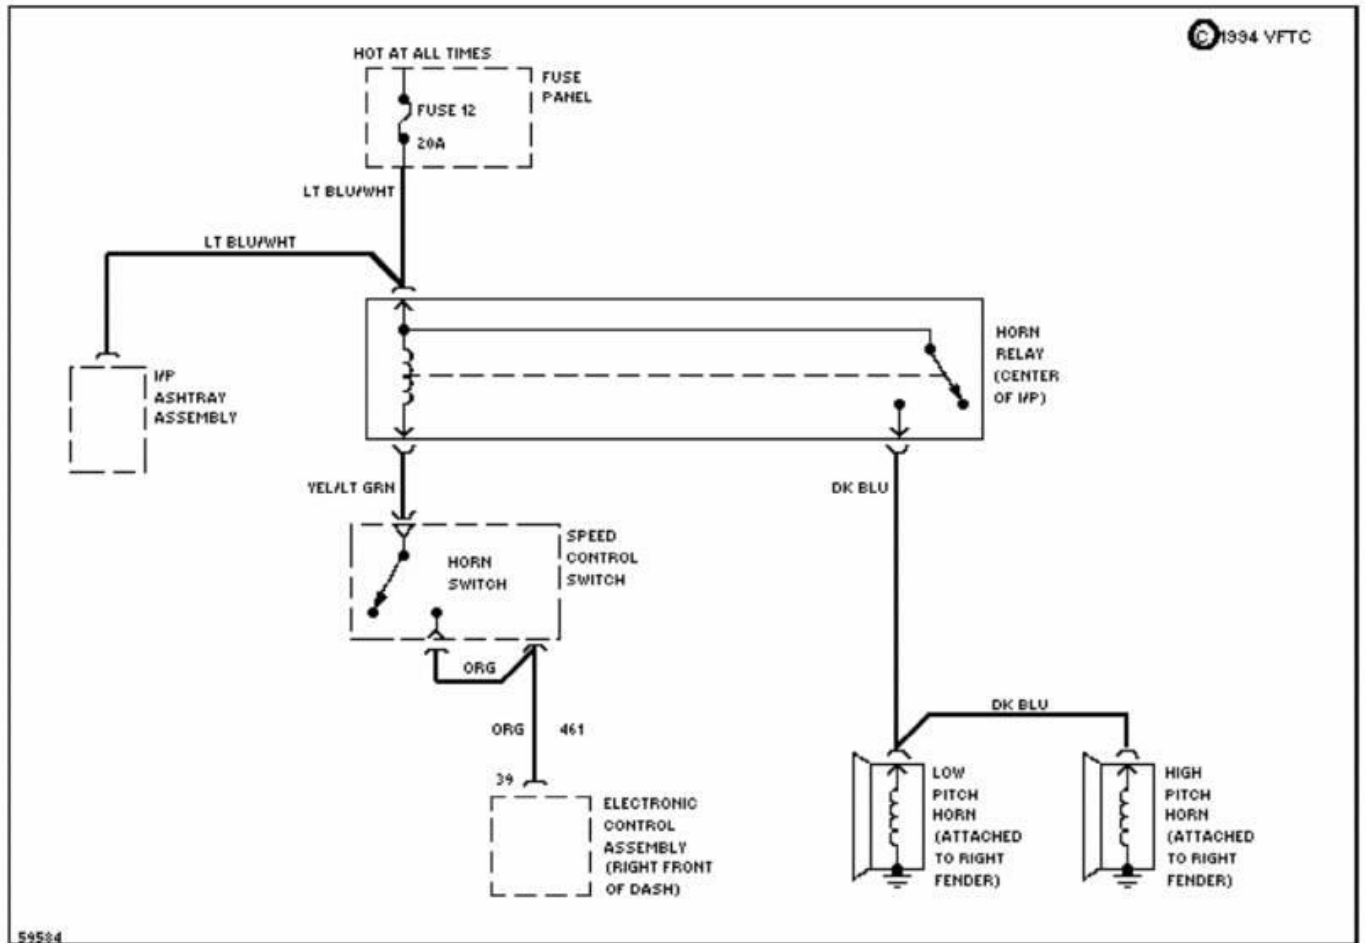 © 1994 VFTC
HOT AT ALL TIMES
FUSE
PANEL
FUSE 12
20A
LT BLU/WHT
LT BLU/WHT
I/P
ASHTRAY
ASSEMBLY
HORN
RELAY
(CENTER
OF I/P)
YEL/LT GRN
DK BLU
HORN
SWITCH
SPEED
CONTROL
SWITCH
ORG
ORG
461
39
ELECTRONIC
CONTROL
ASSEMBLY
(RIGHT FRONT
OF DASH)
DK BLU
LOW
PITCH
HORN
(ATTACHED
TO RIGHT
FENDER)
HIGH
PITCH
HORN
(ATTACHED
TO RIGHT
FENDER)
59584